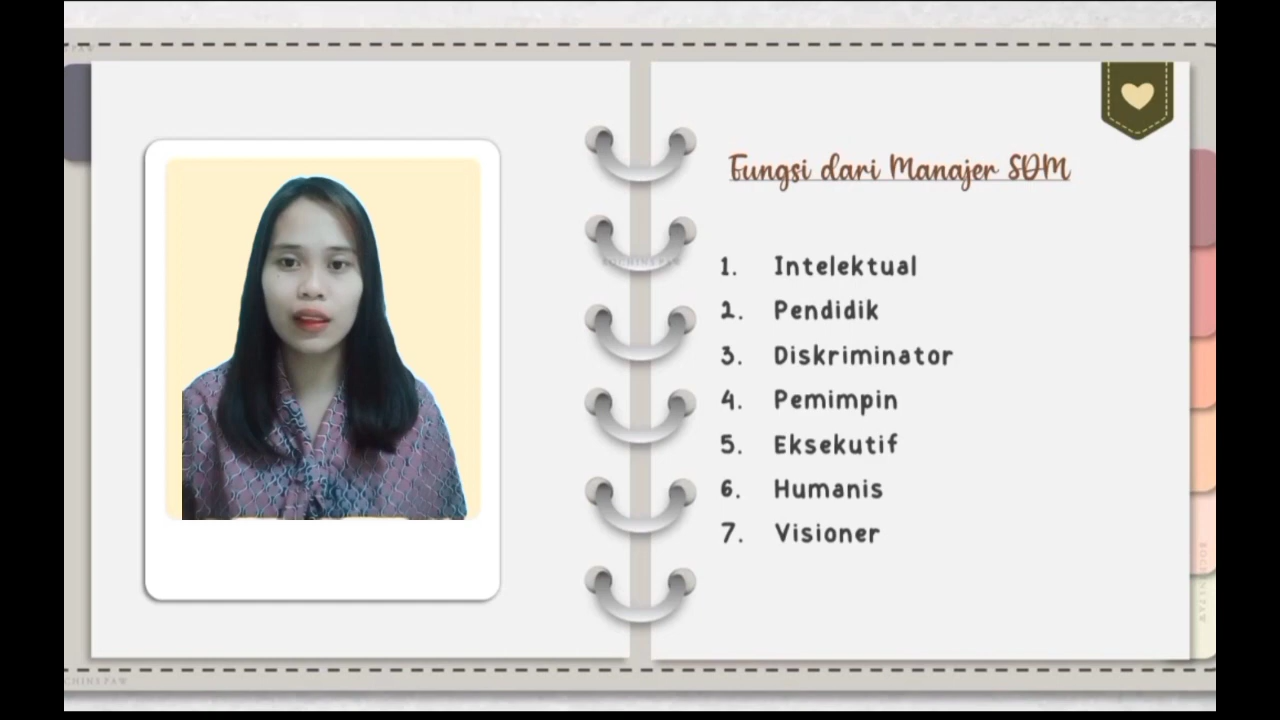 Fungsi dari Manajer SDM
1. Intelektual
2. Pendidik
3. Diskriminator
4. Pemimpin
5. Eksekutif
6. Humanis
7. Visioner